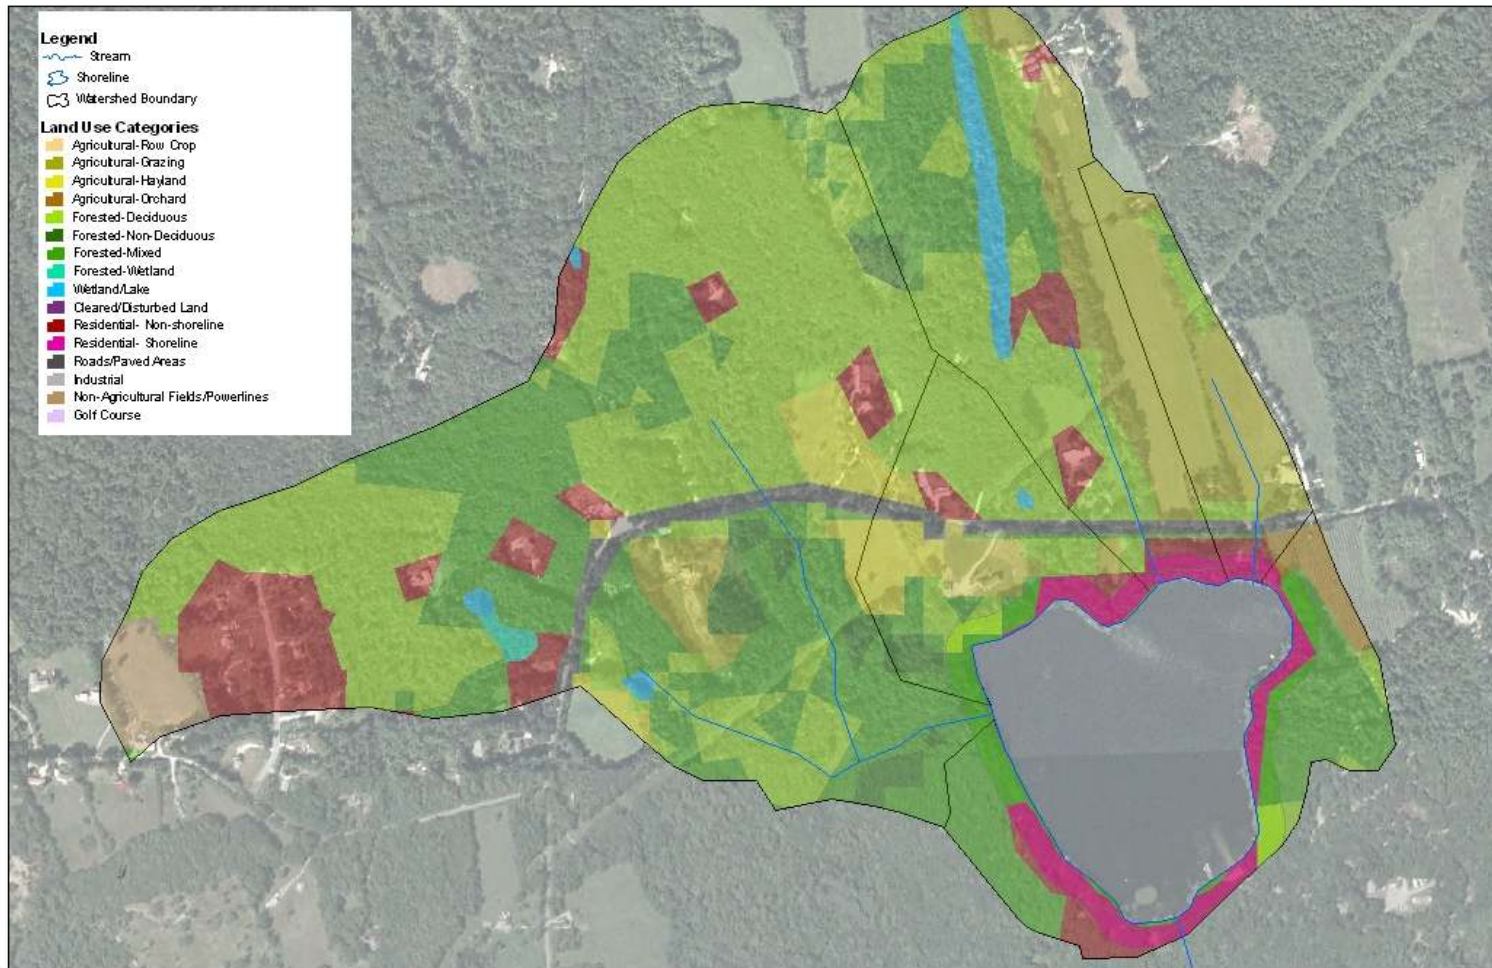 Legend
Stream
Shoreline
Watershed Boundary
Land Use Categories
Agricultural-Row Crop
Agricultural-Grazing
Agricultural-Hayland
Agricultural-Orchard
Forested-Deciduous
Forested-Non-Deciduous
Forested-Mixed
Forested-Wetland
Wetland/Lake
Cleared/Disturbed Land
Residential- Non-shoreline
Residential- Shoreline
Roads/Paved Areas
Industrial
Non-Agricultural Fields/Powerlines
Golf Course